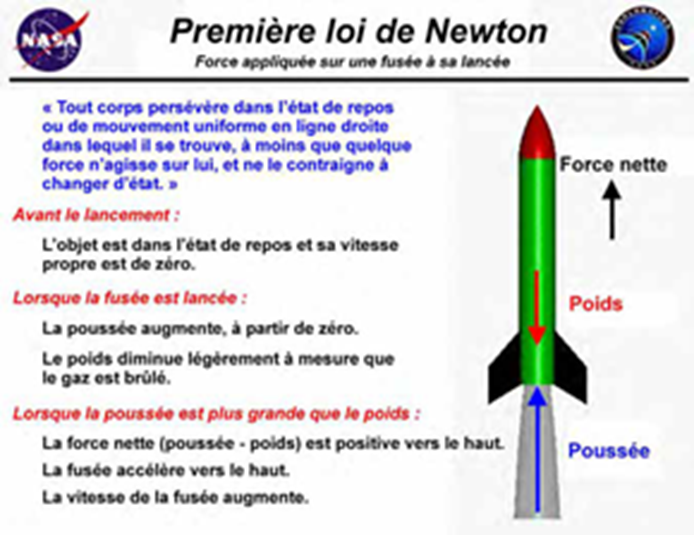 NASA
Première loi de Newton
Force appliquée sur une fusée à sa lancée
« Tout corps persévère dans l'état de repos
ou de mouvement uniforme en ligne droite
dans lequel il se trouve, à moins que quelque
force n'agisse sur lui, et ne le contraigne à
changer d'état. »
Avant le lancement :
L'objet est dans l'état de repos et sa vitesse
propre est de zéro.
Lorsque la fusée est lancée :
La poussée augmente, à partir de zéro.
Le poids diminue légèrement à mesure que
le gaz est brûlé.
Lorsque la poussée est plus grande que le poids :
La force nette (poussée - poids) est positive vers le haut.
La fusée accélère vers le haut.
La vitesse de la fusée augmente.
Force nette
Poids
Poussée